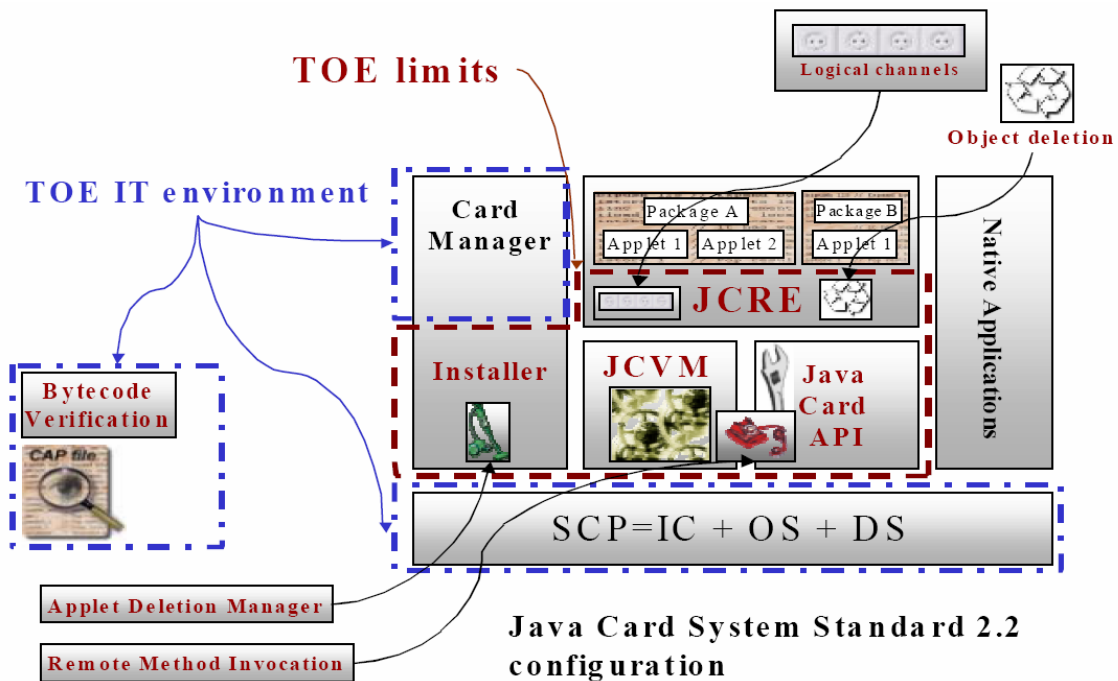 Logical channels
TOE limits
Object deletion
TOE IT environment
Card
Manager
Package A
Applet 1
Applet 2
Package B
Applet 1
Native Applications
JCRE
Installer
JCVM
Java
Card
API
Bytecode
Verification
CAP file
SCP=IC + OS + DS
Applet Deletion Manager
Remote Method Invocation
Java Card System Standard 2.2
configuration